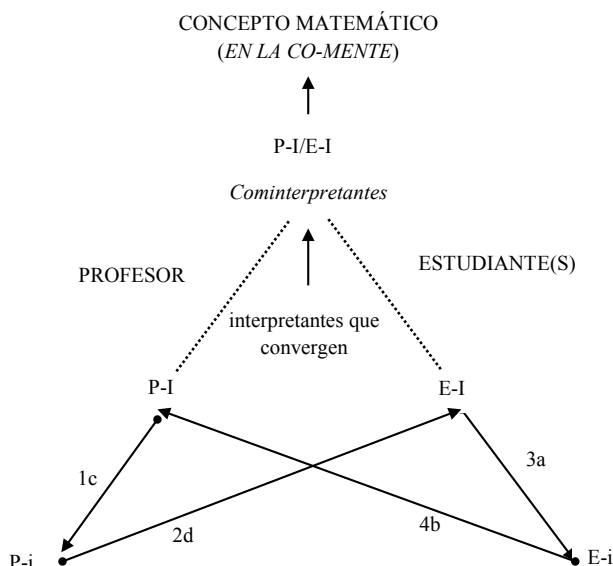 CONCEPTO MATEMÁTICO
(EN LA CO-MENTE)
P-I/E-I
Cominterpretantes
PROFESOR
ESTUDIANTE(S)
interpretantes que
convergen
P-I
E-I
1c
2d
4b
3a
P-i
E-i